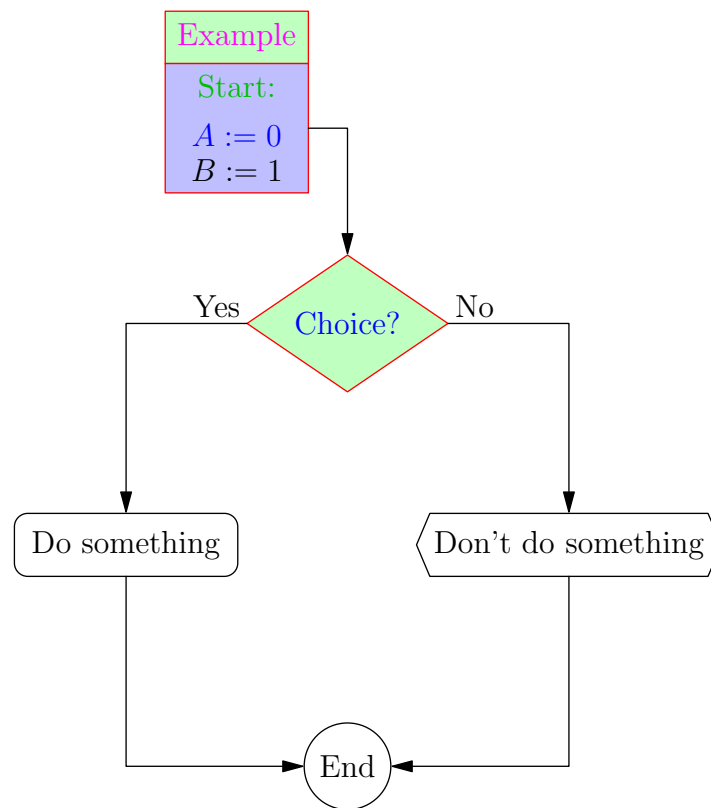 Example
Start:
A := 0
B := 1
Yes
No
Choice?
Do something
Don't do something
End